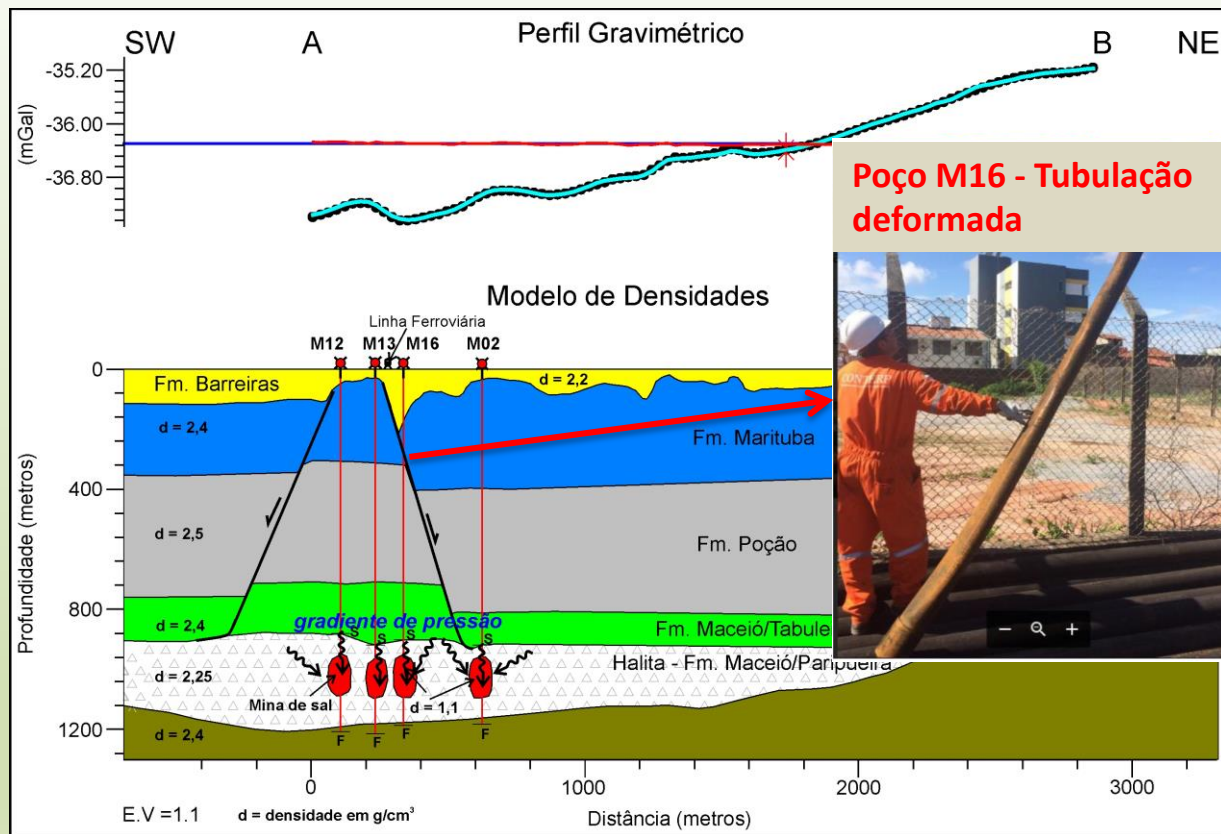 SW
A
Perfil Gravimétrico
B
NE
-35.20
-36.00
-36.80
(mGal)
Poço M16 - Tubulação
deformada
Modelo de Densidades
Linha Ferroviária
M12
M13
M16
M02
0
400
800
1200
Profundidade (metros)
Fm. Barreiras
d = 2,2
d = 2,4
Fm. Marituba
d = 2,5
Fm. Poção
d = 2,4
gradiente de pressão
Fm. Maceió/Tabule
S
S
S
S
Halita - Fm. Maceió/Paripueira
d = 2,25
Mina de sal
d = 1,1
d = 2,4
F
F
F
F
0
1000
2000
3000
E.V =1.1
d = densidade em g/cm³
Distância (metros)